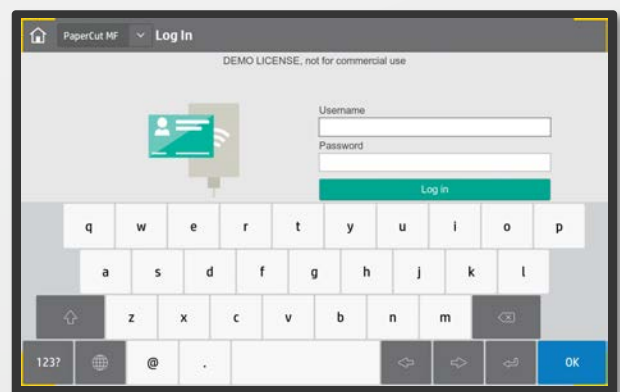 PaperCut MF Log In
DEMO LICENSE, not for commercial use
Username
Password
Log in
q w e r t y u i o p
a s d f g h j k l
z x c v b n m
123? @ . OK